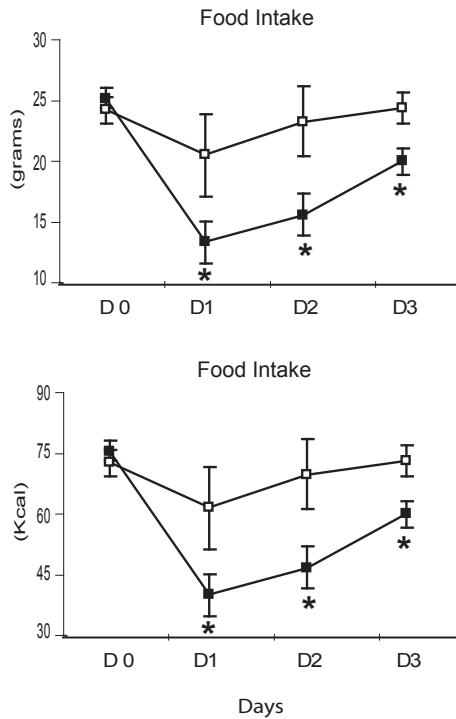 Food Intake
30
25
20
15
10
(grams)
*
*
*
D 0 D1 D2 D3
Food Intake
90
75
60
45
30
(Kcal)
*
*
*
D 0 D1 D2 D3
Days